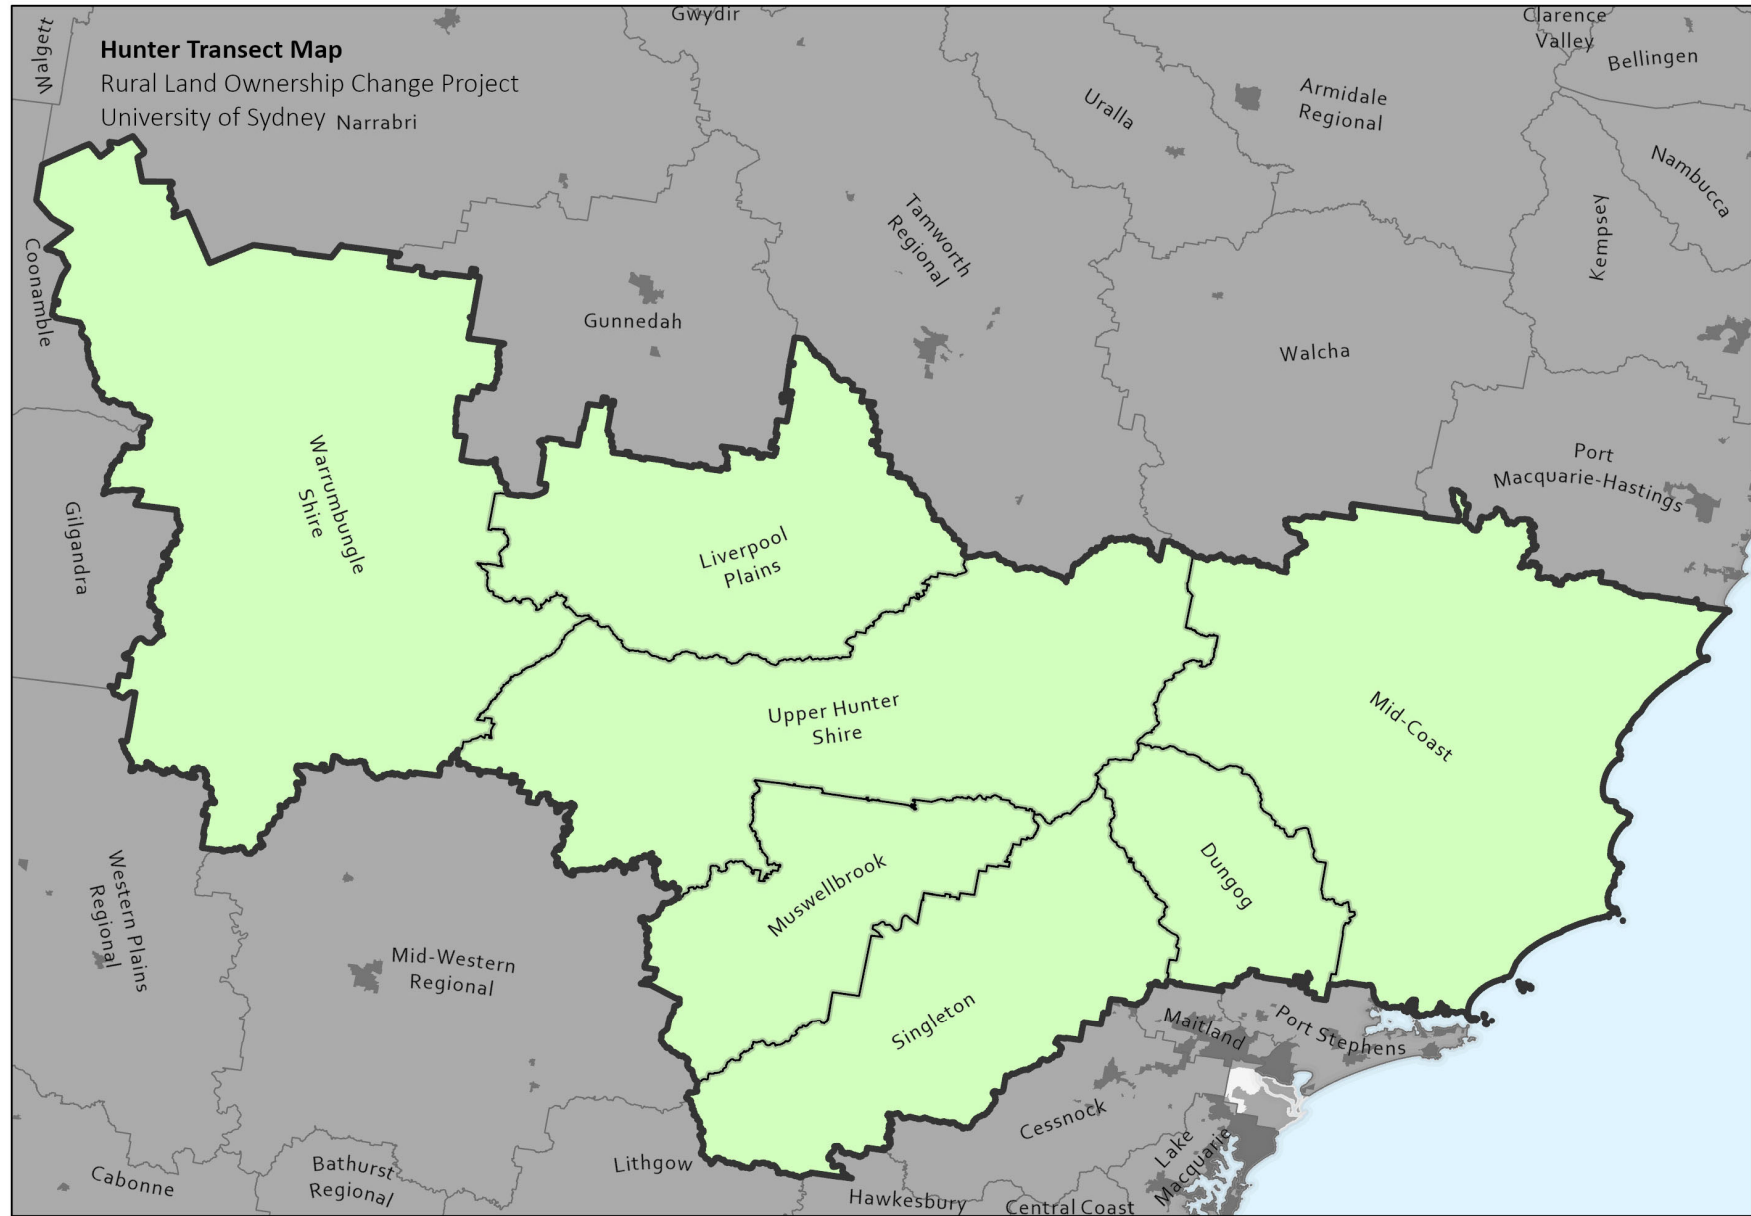 Gwydir
Clarence
Valley
Bellingen
Walgett
Hunter Transect Map
Rural Land Ownership Change Project
University of Sydney
Narrabri
Uralla
Armidale
Regional
Nambucca
Kempsey
Tamworth
Regional
Coonamble
Gunnedah
Walcha
Port
Macquarie-Hastings
Warrumbungle
Shire
Gilgandra
Liverpool
Plains
Upper Hunter
Shire
Mid-Coast
Western Plains
Regional
Muswellbrook
Dungog
Mid-Western
Regional
Singleton
Maitland
Port Stephens
Cessnock
Lake
Macquarie
Cabonne
Bathurst
Regional
Lithgow
Hawkesbury
Central Coast